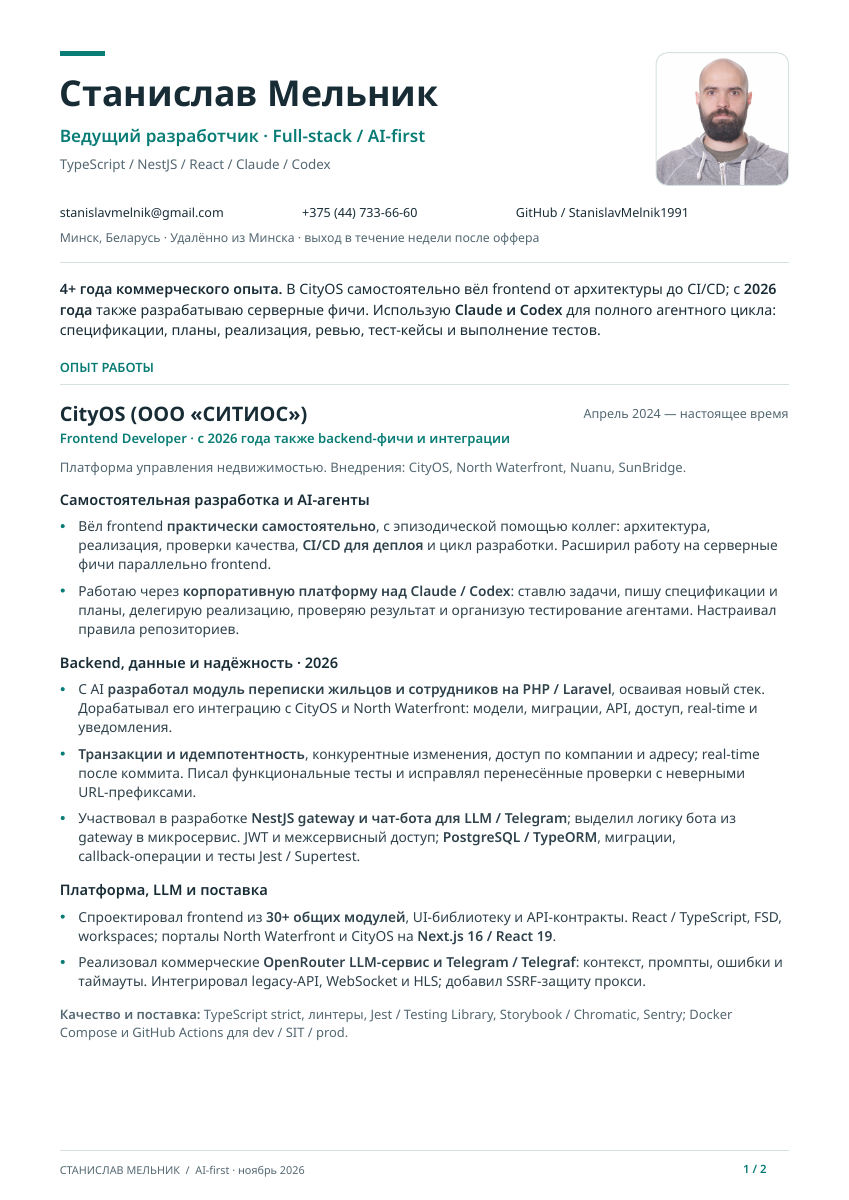 Станислав Мельник
Ведущий разработчик · Full-stack / AI-first
TypeScript / NestJS / React / Claude / Codex
stanislavmelnik@gmail.com +375 (44) 733-66-60 GitHub / StanislavMelnik1991
Минск, Беларусь · Удалённо из Минска · выход в течение недели после оффера
4+ года коммерческого опыта. В CityOS самостоятельно вёл frontend от архитектуры до CI/CD; с 2026
года также разрабатываю серверные фичи. Использую Claude и Codex для полного агентного цикла:
спецификации, планы, реализация, ревью, тест-кейсы и выполнение тестов.
ОПЫТ РАБОТЫ
CityOS (ООО «СИТИОС») Апрель 2024 — настоящее время
Frontend Developer · с 2026 года также backend-фичи и интеграции
Платформа управления недвижимостью. Внедрения: CityOS, North Waterfront, Nuanu, SunBridge.
Самостоятельная разработка и AI-агенты
• Вёл frontend практически самостоятельно, с эпизодической помощью коллег: архитектура,
реализация, проверки качества, CI/CD для деплоя и цикл разработки. Расширил работу на серверные
фичи параллельно frontend.
• Работаю через корпоративную платформу над Claude / Codex: ставлю задачи, пишу спецификации и
планы, делегирую реализацию, проверяю результат и организую тестирование агентами. Настраивал
правила репозиториев.
Backend, данные и надёжность · 2026
• С AI разработал модуль переписки жильцов и сотрудников на PHP / Laravel, осваивая новый стек.
Дорабатывал его интеграцию с CityOS и North Waterfront: модели, миграции, API, доступ, real-time и
уведомления.
• Транзакции и идемпотентность, конкурентные изменения, доступ по компании и адресу; real-time
после коммита. Писал функциональные тесты и исправлял перенесённые проверки с неверными
URL-префиксами.
• Участвовал в разработке NestJS gateway и чат-бота для LLM / Telegram; выделил логику бота из
gateway в микросервис. JWT и межсервисный доступ; PostgreSQL / TypeORM, миграции,
callback-операции и тесты Jest / Supertest.
Платформа, LLM и поставка
• Спроектировал frontend из 30+ общих модулей, UI-библиотеку и API-контракты. React / TypeScript, FSD,
workspaces; порталы North Waterfront и CityOS на Next.js 16 / React 19.
• Реализовал коммерческие OpenRouter LLM-сервис и Telegram / Telegraf: контекст, промпты, ошибки и
таймауты. Интегрировал legacy-API, WebSocket и HLS; добавил SSRF-защиту прокси.
Качество и поставка: TypeScript strict, линтеры, Jest / Testing Library, Storybook / Chromatic, Sentry; Docker
Compose и GitHub Actions для dev / SIT / prod.
СТАНИСЛАВ МЕЛЬНИК / AI-first · ноябрь 2026 1 / 2